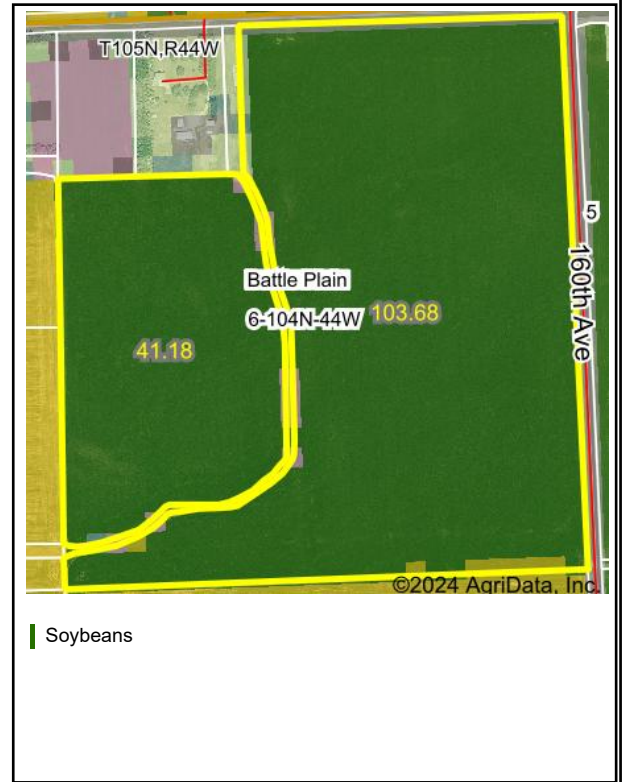 T105N,R44W
5
160th Ave
Battle Plain
6-104N-44W
103.68
41.18
©2024 AgriData, Inc.
Soybeans